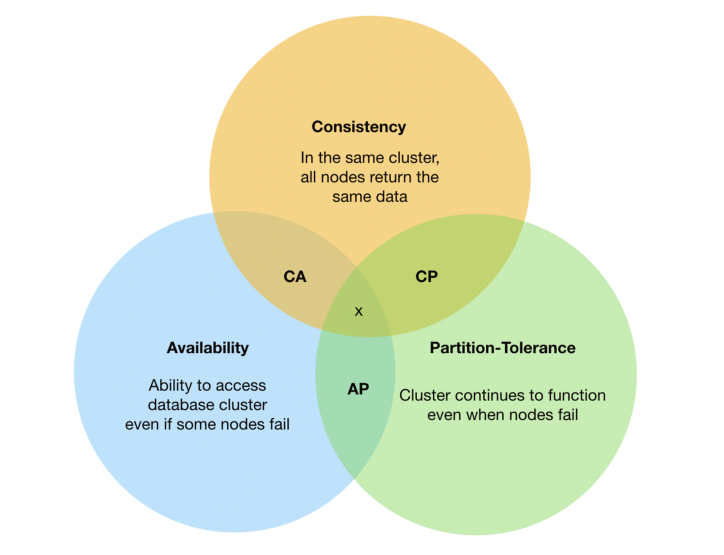 Consistency
In the same cluster,
all nodes return the
same data
CA
CP
x
Availability
Ability to access
database cluster
even if some nodes fail
AP
Partition-Tolerance
Cluster continues to function
even when nodes fail